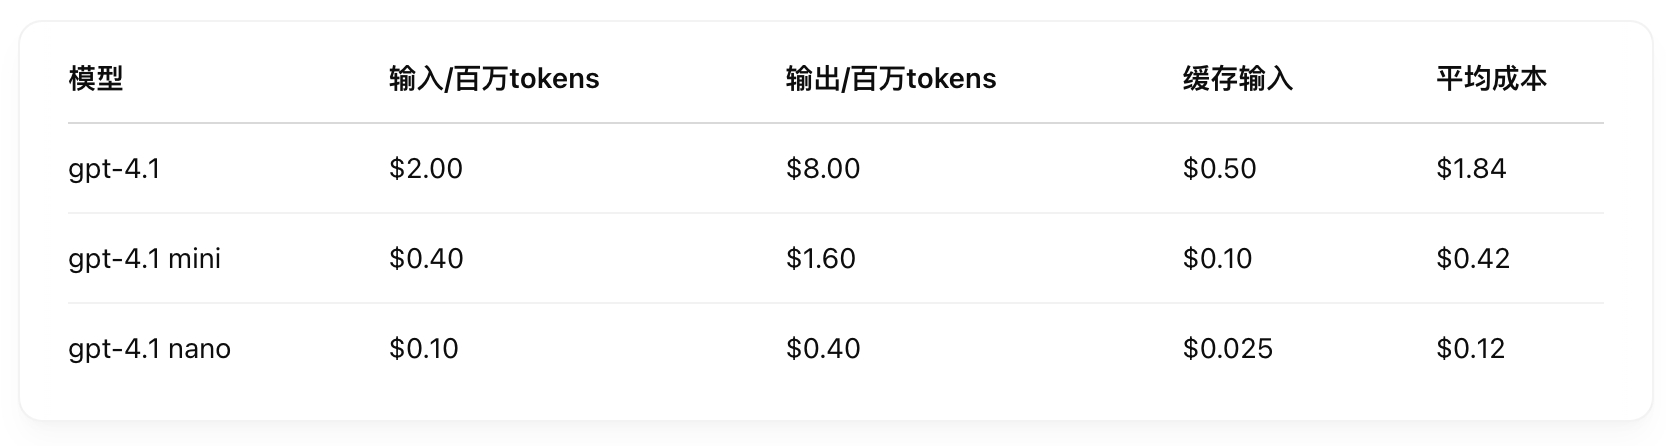 模型 输入/百万tokens 输出/百万tokens 缓存输入 平均成本
gpt-4.1 $2.00 $8.00 $0.50 $1.84
gpt-4.1 mini $0.40 $1.60 $0.10 $0.42
gpt-4.1 nano $0.10 $0.40 $0.025 $0.12